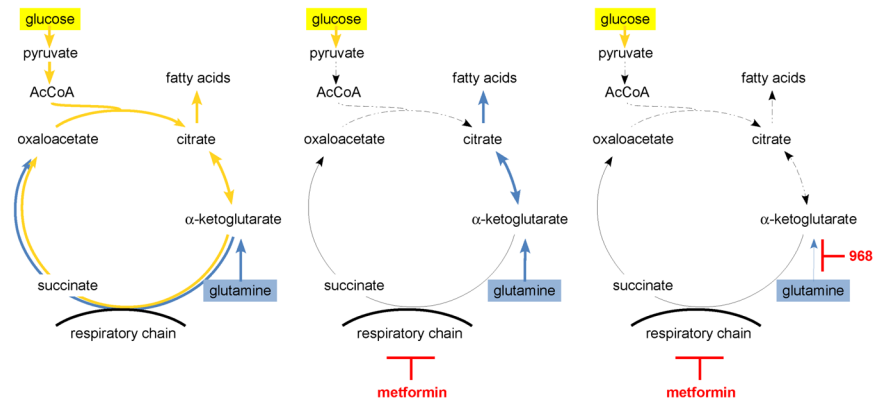 glucose
pyruvate
AcCoA
fatty acids
oxaloacetate
citrate
α-ketoglutarate
succinate
glutamine
respiratory chain
glucose
pyruvate
AcCoA
fatty acids
oxaloacetate
citrate
α-ketoglutarate
succinate
glutamine
respiratory chain
metformin
glucose
pyruvate
AcCoA
fatty acids
oxaloacetate
citrate
α-ketoglutarate
968
succinate
glutamine
respiratory chain
metformin